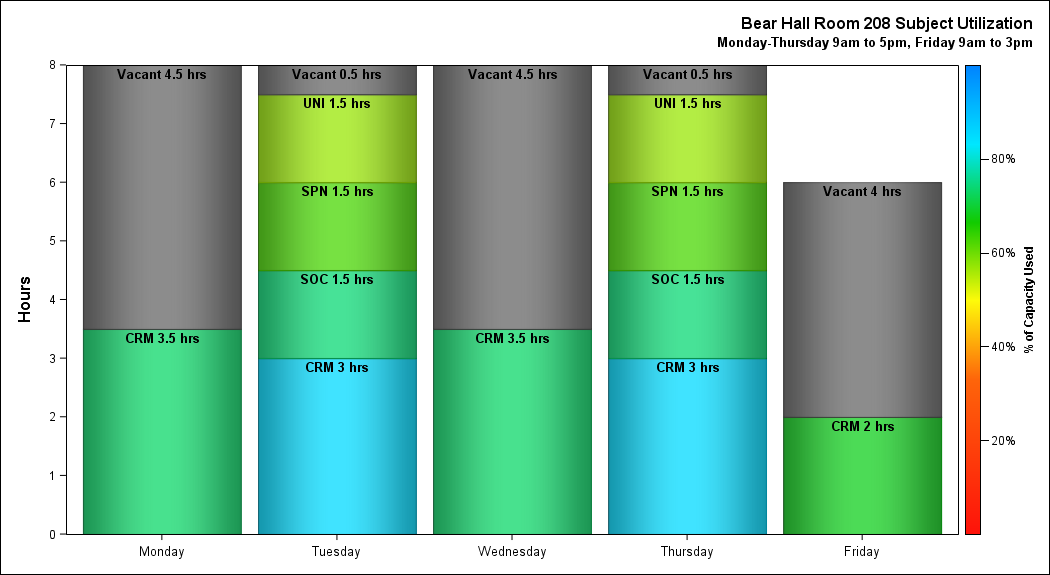 Bear Hall Room 208 Subject Utilization
Monday-Thursday 9am to 5pm, Friday 9am to 3pm
Hours
8
7
6
5
4
3
2
1
0
Vacant 4.5 hrs
CRM 3.5 hrs
Vacant 0.5 hrs
UNI 1.5 hrs
SPN 1.5 hrs
SOC 1.5 hrs
CRM 3 hrs
Vacant 4.5 hrs
CRM 3.5 hrs
Vacant 0.5 hrs
UNI 1.5 hrs
SPN 1.5 hrs
SOC 1.5 hrs
CRM 3 hrs
Vacant 4 hrs
CRM 2 hrs
Monday
Tuesday
Wednesday
Thursday
Friday
80%
60%
40%
20%
% of Capacity Used